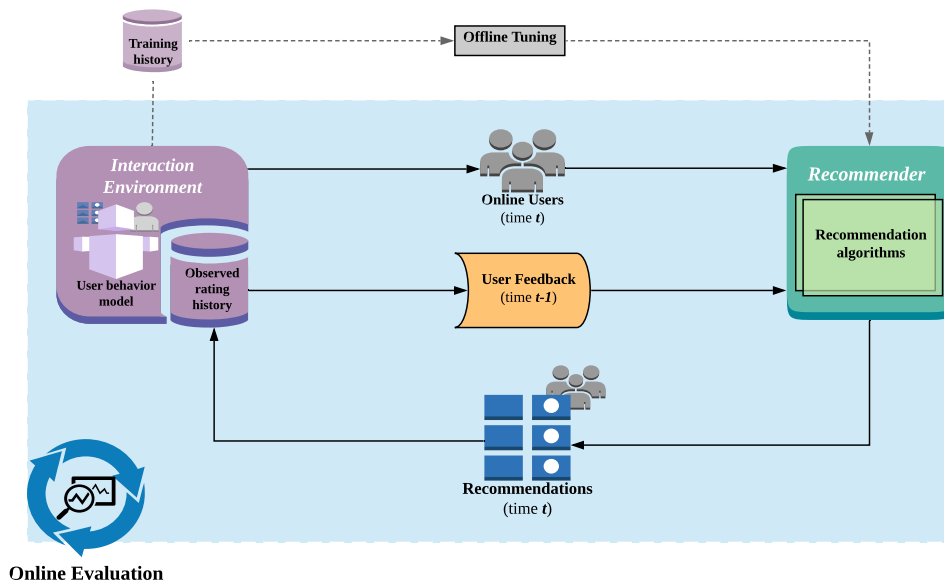 Training
history
Offline Tuning
Interaction
Environment
Recommender
Online Users
(time t)
Recommendation
algorithms
User behavior
model
Observed
rating
history
User Feedback
(time t-1)
Recommendations
(time t)
Online Evaluation